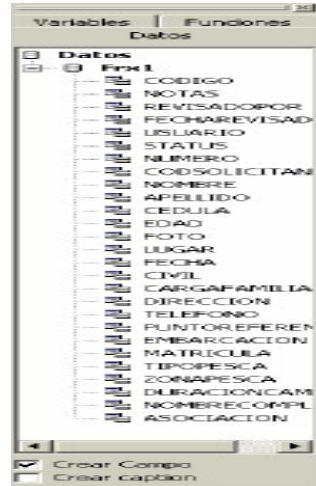 Variables Funciones
Datos
Datos
Frx1
CODIGO
NOTAS
REVISADOPOR
FECHAREVISAD
USUARIO
STATUS
NUMERO
CODSOLICITAN
NOMBRE
APELLIDO
CEDULA
EDAD
FOTO
LUGAR
FECHA
CIVIL
CARGAFAMILIA
DIRECCION
TELEFONO
PUNTOREFEREN
EMBARCACION
MATRICULA
TIPOPESCA
ZONAPESCA
DURACIONCAM
NOMBRECOMPL
ASOCIACION
Crear Campo
Crear caption